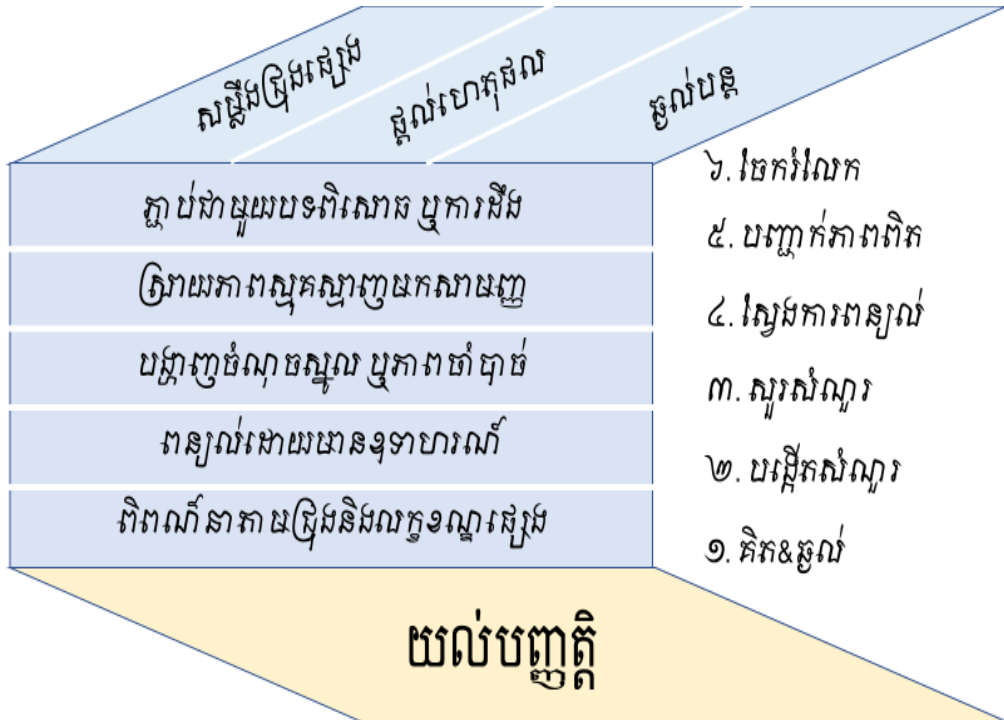 សម្លឹងជ្រុងផ្សេង
ផ្តល់ហេតុផល
ឆ្ងល់បន្ត
ភ្ជាប់ជាមួយបទពិសោធ ឬការដឹង
ស្រាយភាពស្មុគស្មាញមកសាមញ្ញ
បង្ហាញចំណុចស្នូល ឬភាពចាំបាច់
ពន្យល់ដោយមានឧទាហរណ៍
ពិពណ៌នាតាមជ្រុងនិងលក្ខខណ្ឌផ្សេង
៦. ចែករំលែក
៥. បញ្ជាក់ភាពពិត
៤. ស្វែងការពន្យល់
៣. សួរសំណួរ
២. បង្កើតសំណួរ
១. គិត&ឆ្ងល់
យល់បញ្ញត្តិ